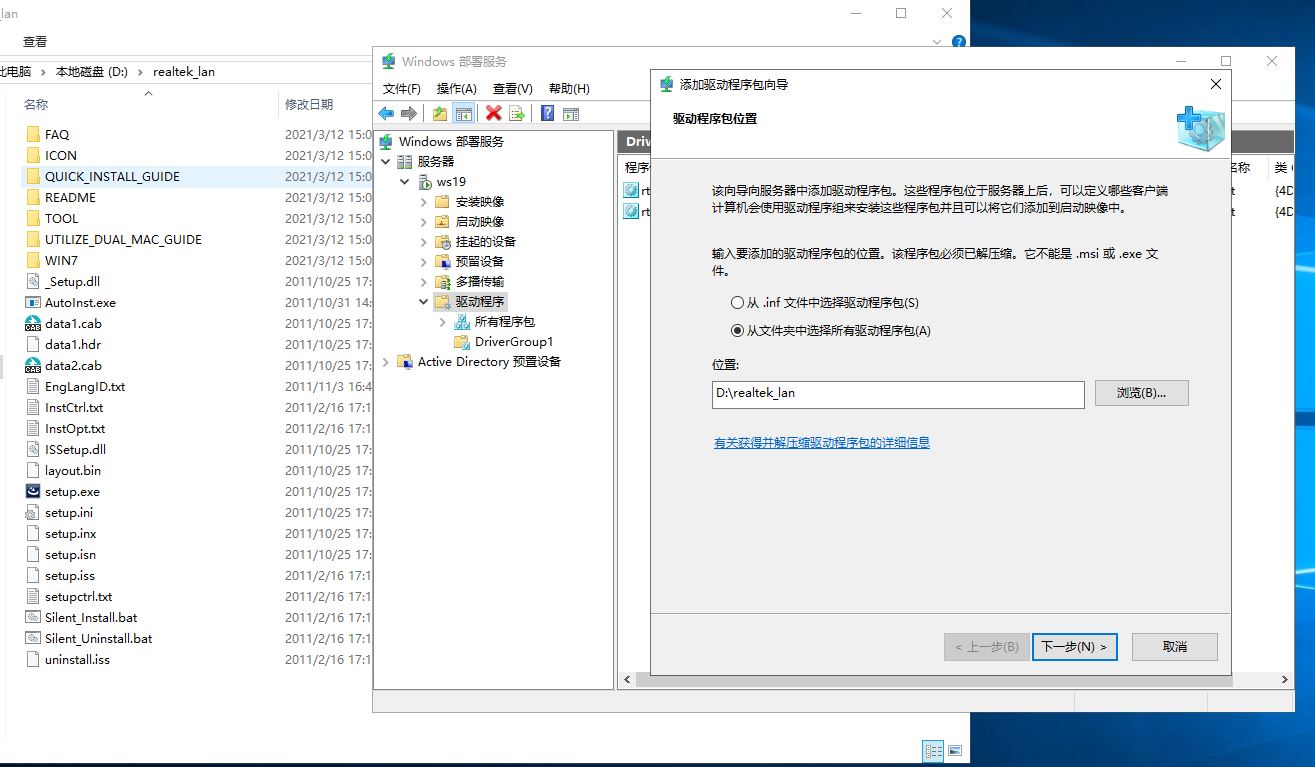 _lan
查看
此电脑 › 本地磁盘 (D:) › realtek_lan
名称 修改日期
FAQ 2021/3/12 15:0
ICON 2021/3/12 15:0
QUICK_INSTALL_GUIDE 2021/3/12 15:0
README 2021/3/12 15:0
TOOL 2021/3/12 15:0
UTILIZE_DUAL_MAC_GUIDE 2021/3/12 15:0
WIN7 2021/3/12 15:0
_Setup.dll 2011/10/25 17:
AutoInst.exe 2011/10/31 14:
data1.cab 2011/10/25 17:
data1.hdr 2011/10/25 17:
data2.cab 2011/10/25 17:
EngLangID.txt 2011/11/3 16:4
InstCtrl.txt 2011/2/16 17:1
InstOpt.txt 2011/2/16 17:1
ISSetup.dll 2011/10/25 17:
layout.bin 2011/10/25 17:
setup.exe 2011/10/25 17:
setup.ini 2011/10/25 17:
setup.inx 2011/10/25 17:
setup.isn 2011/10/25 17:
setup.iss 2011/2/16 17:1
setupctrl.txt 2011/2/16 17:1
Silent_Install.bat 2011/2/16 17:1
Silent_Uninstall.bat 2011/2/16 17:1
uninstall.iss 2011/2/16 17:1
Windows 部署服务
文件(F) 操作(A) 查看(V) 帮助(H)
Windows 部署服务
服务器
ws19
安装映像
启动映像
挂起的设备
预留设备
多播传输
驱动程序
所有程序包
DriverGroup1
Active Directory 预置设备
Driv
程序
rt
rt
名称 类
t {4D
t {4D
添加驱动程序包向导
驱动程序包位置
该向导向服务器中添加驱动程序包。这些程序包位于服务器上后，可以定义哪些客户端
计算机会使用驱动程序组来安装这些程序包并且可以将它们添加到启动映像中。
输入要添加的驱动程序包的位置。该程序包必须已解压缩。它不能是 .msi 或 .exe 文
件。
从 .inf 文件中选择驱动程序包(S)
从文件夹中选择所有驱动程序包(A)
位置:
D:\realtek_lan 浏览(B)...
有关获得并解压缩驱动程序包的详细信息
< 上一步(B) 下一步(N) > 取消